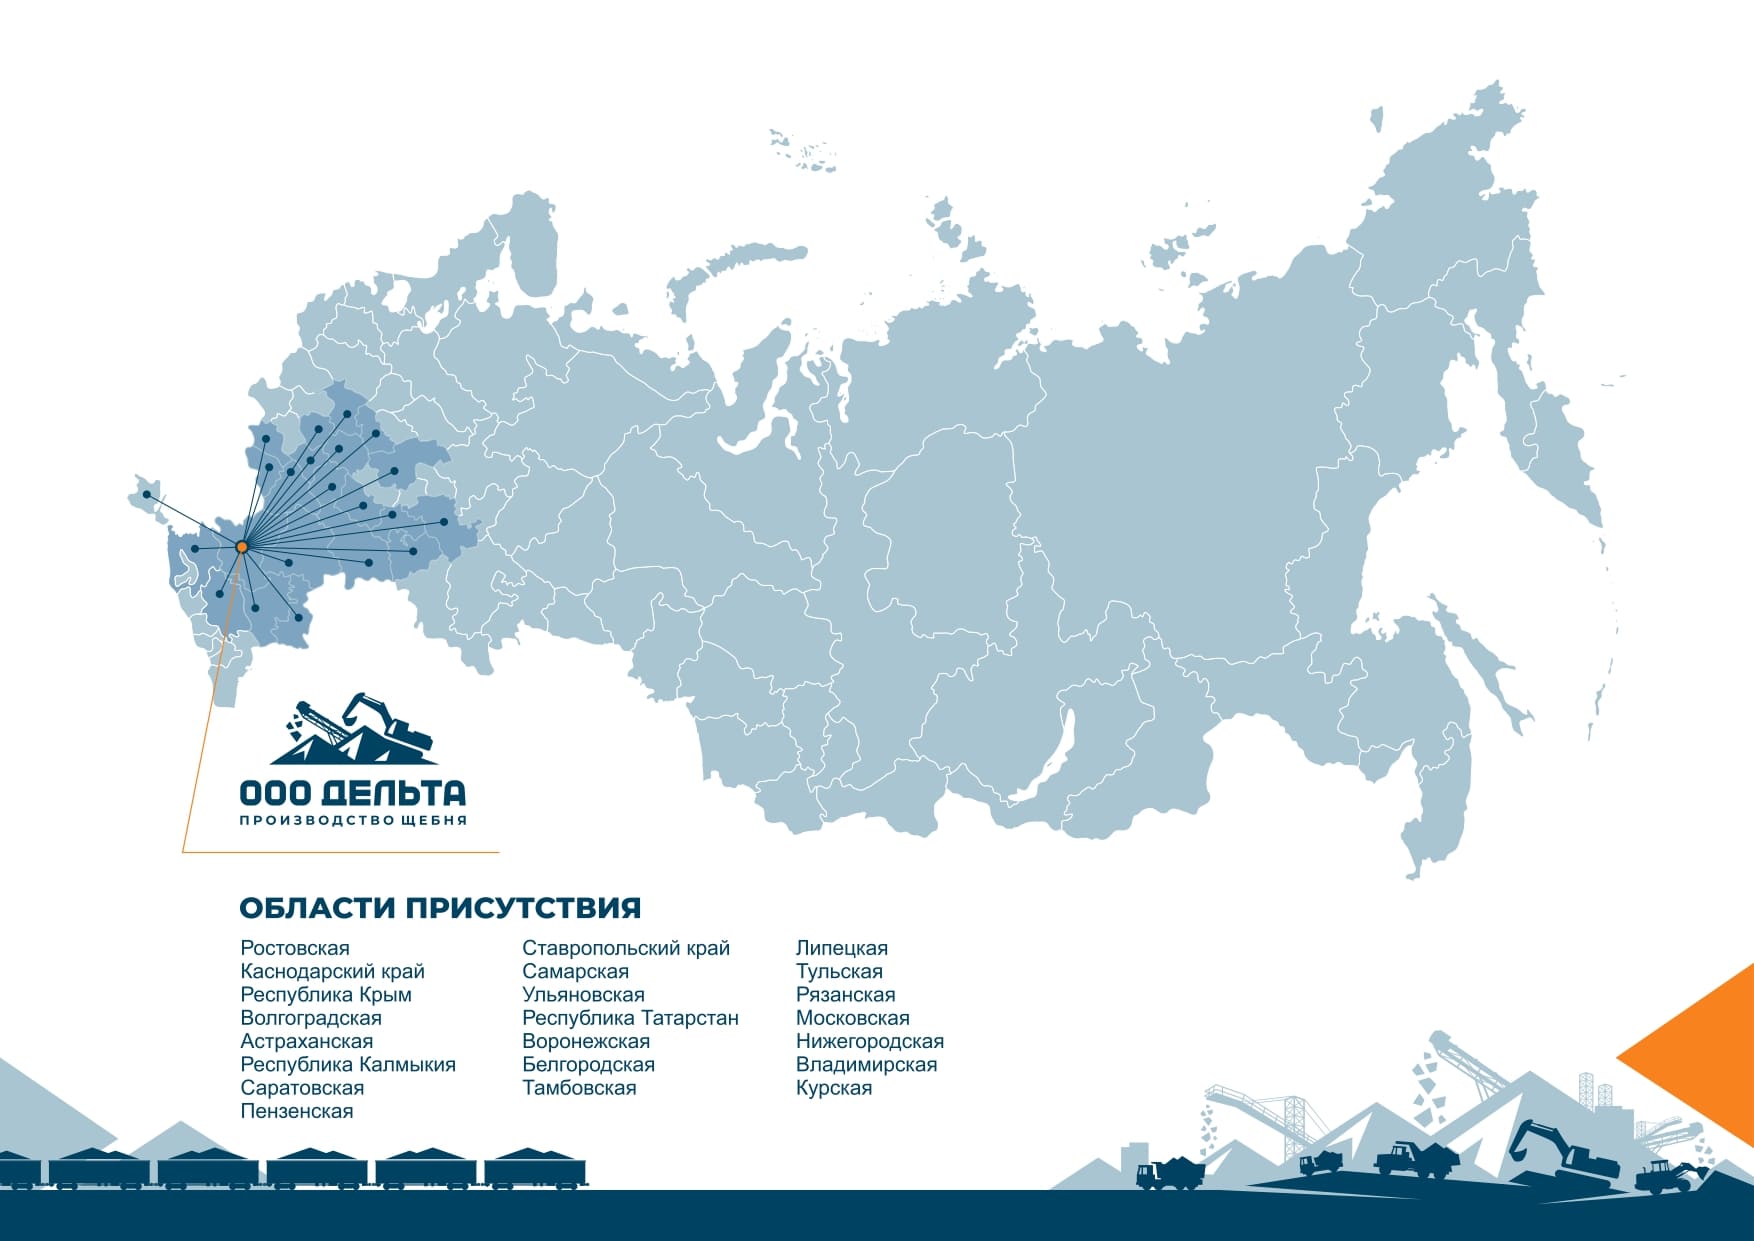 ООО ДЕЛЬТА
ПРОИЗВОДСТВО ЩЕБНЯ
ОБЛАСТИ ПРИСУТСТВИЯ
Ростовская
Каснодарский край
Республика Крым
Волгоградская
Астраханская
Республика Калмыкия
Саратовская
Пензенская
Ставропольский край
Самарская
Ульяновская
Республика Татарстан
Воронежская
Белгородская
Тамбовская
Липецкая
Тульская
Рязанская
Московская
Нижегородская
Владимирская
Курская